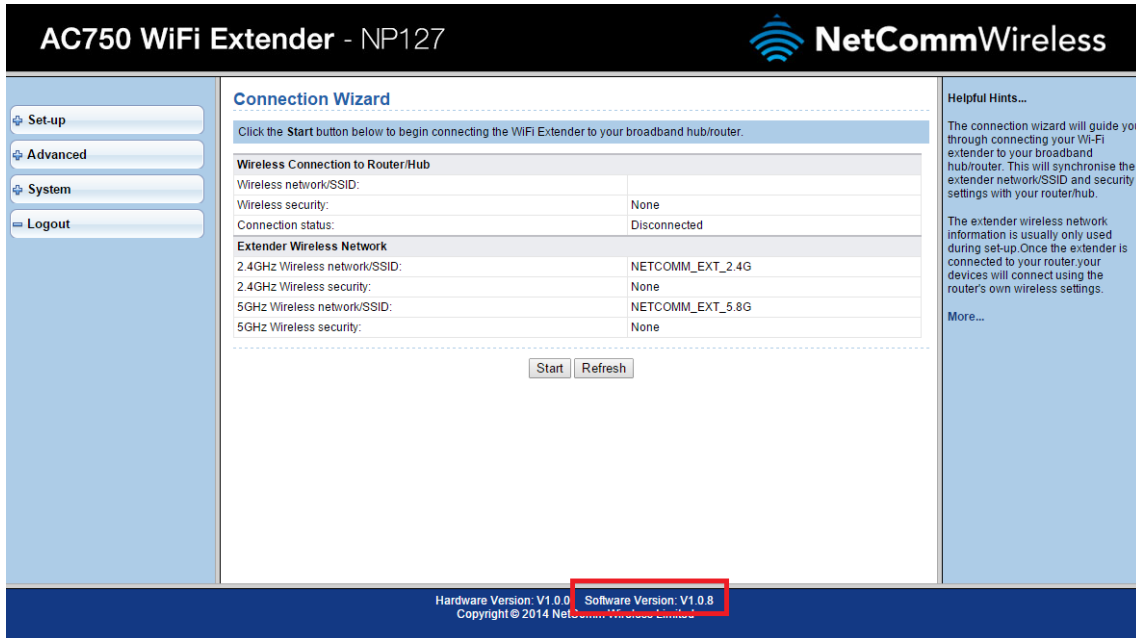 AC750 WiFi Extender - NP127
NetCommWireless
Set-up
Advanced
System
Logout
Connection Wizard
Click the Start button below to begin connecting the WiFi Extender to your broadband hub/router.
Wireless Connection to Router/Hub
Wireless network/SSID:
Wireless security: None
Connection status: Disconnected
Extender Wireless Network
2.4GHz Wireless network/SSID: NETCOMM_EXT_2.4G
2.4GHz Wireless security: None
5GHz Wireless network/SSID: NETCOMM_EXT_5.8G
5GHz Wireless security: None
Start Refresh
Helpful Hints...
The connection wizard will guide you
through connecting your Wi-Fi
extender to your broadband
hub/router. This will synchronise the
extender network/SSID and security
settings with your router/hub.
The extender wireless network
information is usually only used
during set-up.Once the extender is
connected to your router,your
devices will connect using the
router's own wireless settings.
More...
Hardware Version: V1.0.0 Software Version: V1.0.8
Copyright © 2014 NetComm Wireless Limited